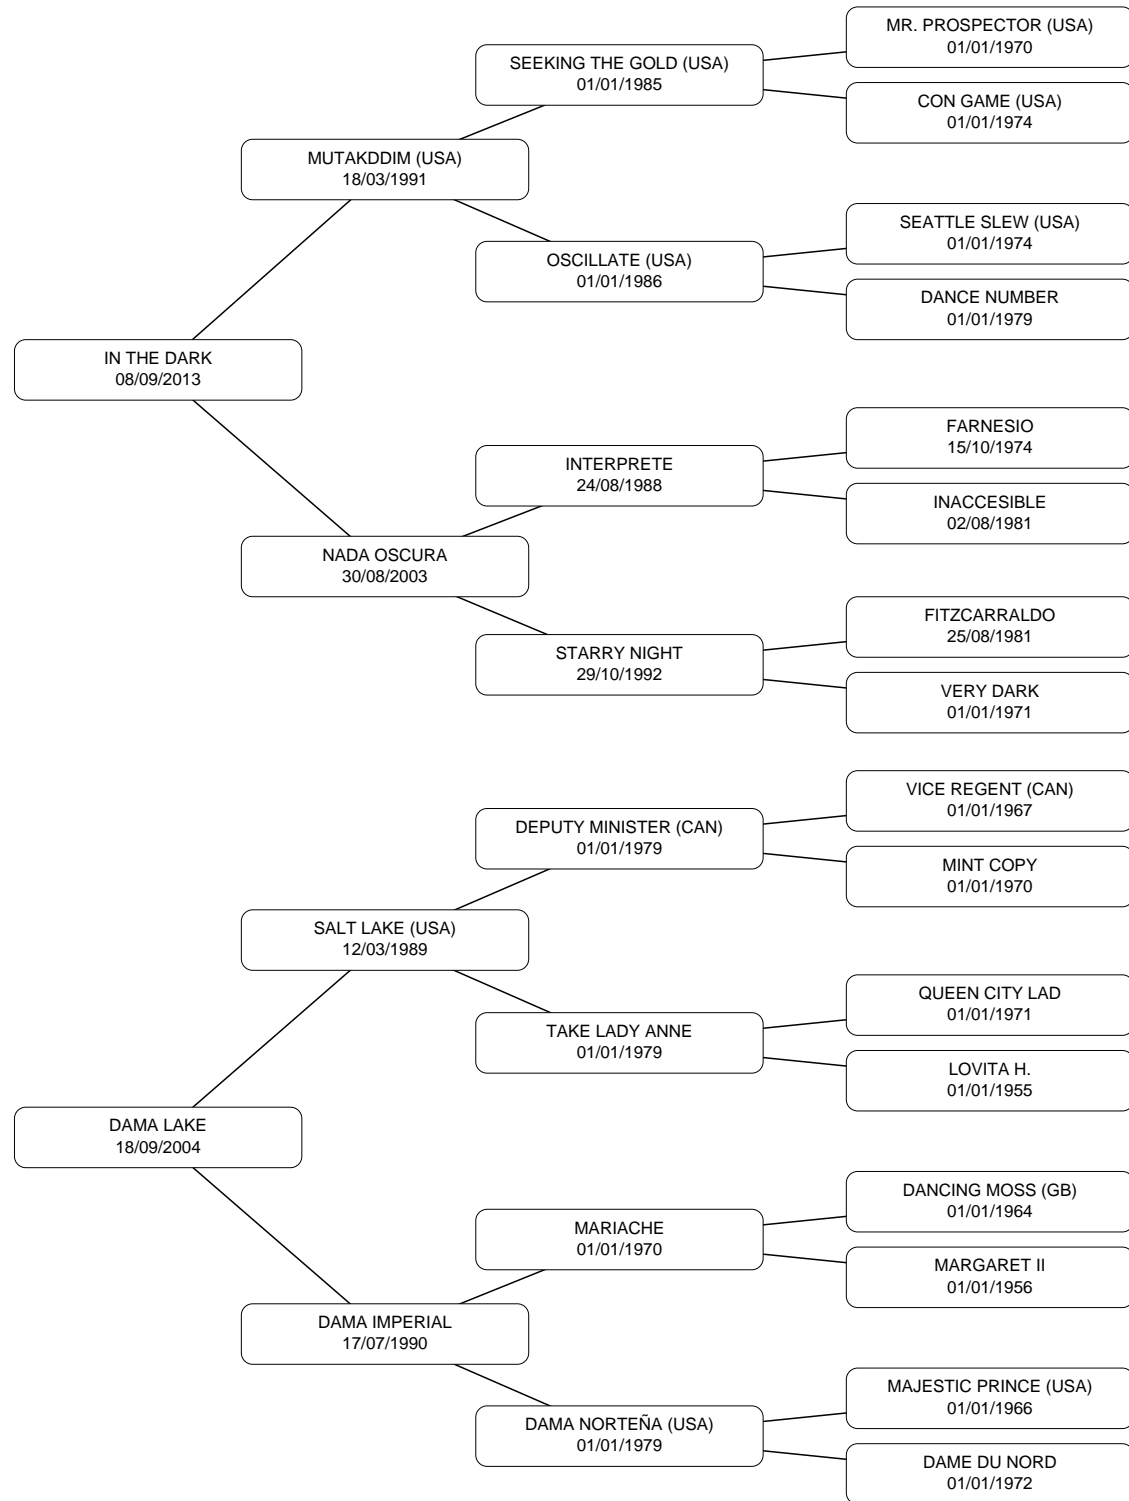 MR. PROSPECTOR (USA)
01/01/1970
SEEKING THE GOLD (USA)
01/01/1985
CON GAME (USA)
01/01/1974
MUTAKDDIM (USA)
18/03/1991
SEATTLE SLEW (USA)
01/01/1974
OSCILLATE (USA)
01/01/1986
DANCE NUMBER
01/01/1979
IN THE DARK
08/09/2013
FARNESIO
15/10/1974
INTERPRETE
24/08/1988
INACCESIBLE
02/08/1981
NADA OSCURA
30/08/2003
FITZCARRALDO
25/08/1981
STARRY NIGHT
29/10/1992
VERY DARK
01/01/1971
VICE REGENT (CAN)
01/01/1967
DEPUTY MINISTER (CAN)
01/01/1979
MINT COPY
01/01/1970
SALT LAKE (USA)
12/03/1989
QUEEN CITY LAD
01/01/1971
TAKE LADY ANNE
01/01/1979
LOVITA H.
01/01/1955
DAMA LAKE
18/09/2004
DANCING MOSS (GB)
01/01/1964
MARIACHE
01/01/1970
MARGARET II
01/01/1956
DAMA IMPERIAL
17/07/1990
MAJESTIC PRINCE (USA)
01/01/1966
DAMA NORTEÑA (USA)
01/01/1979
DAME DU NORD
01/01/1972